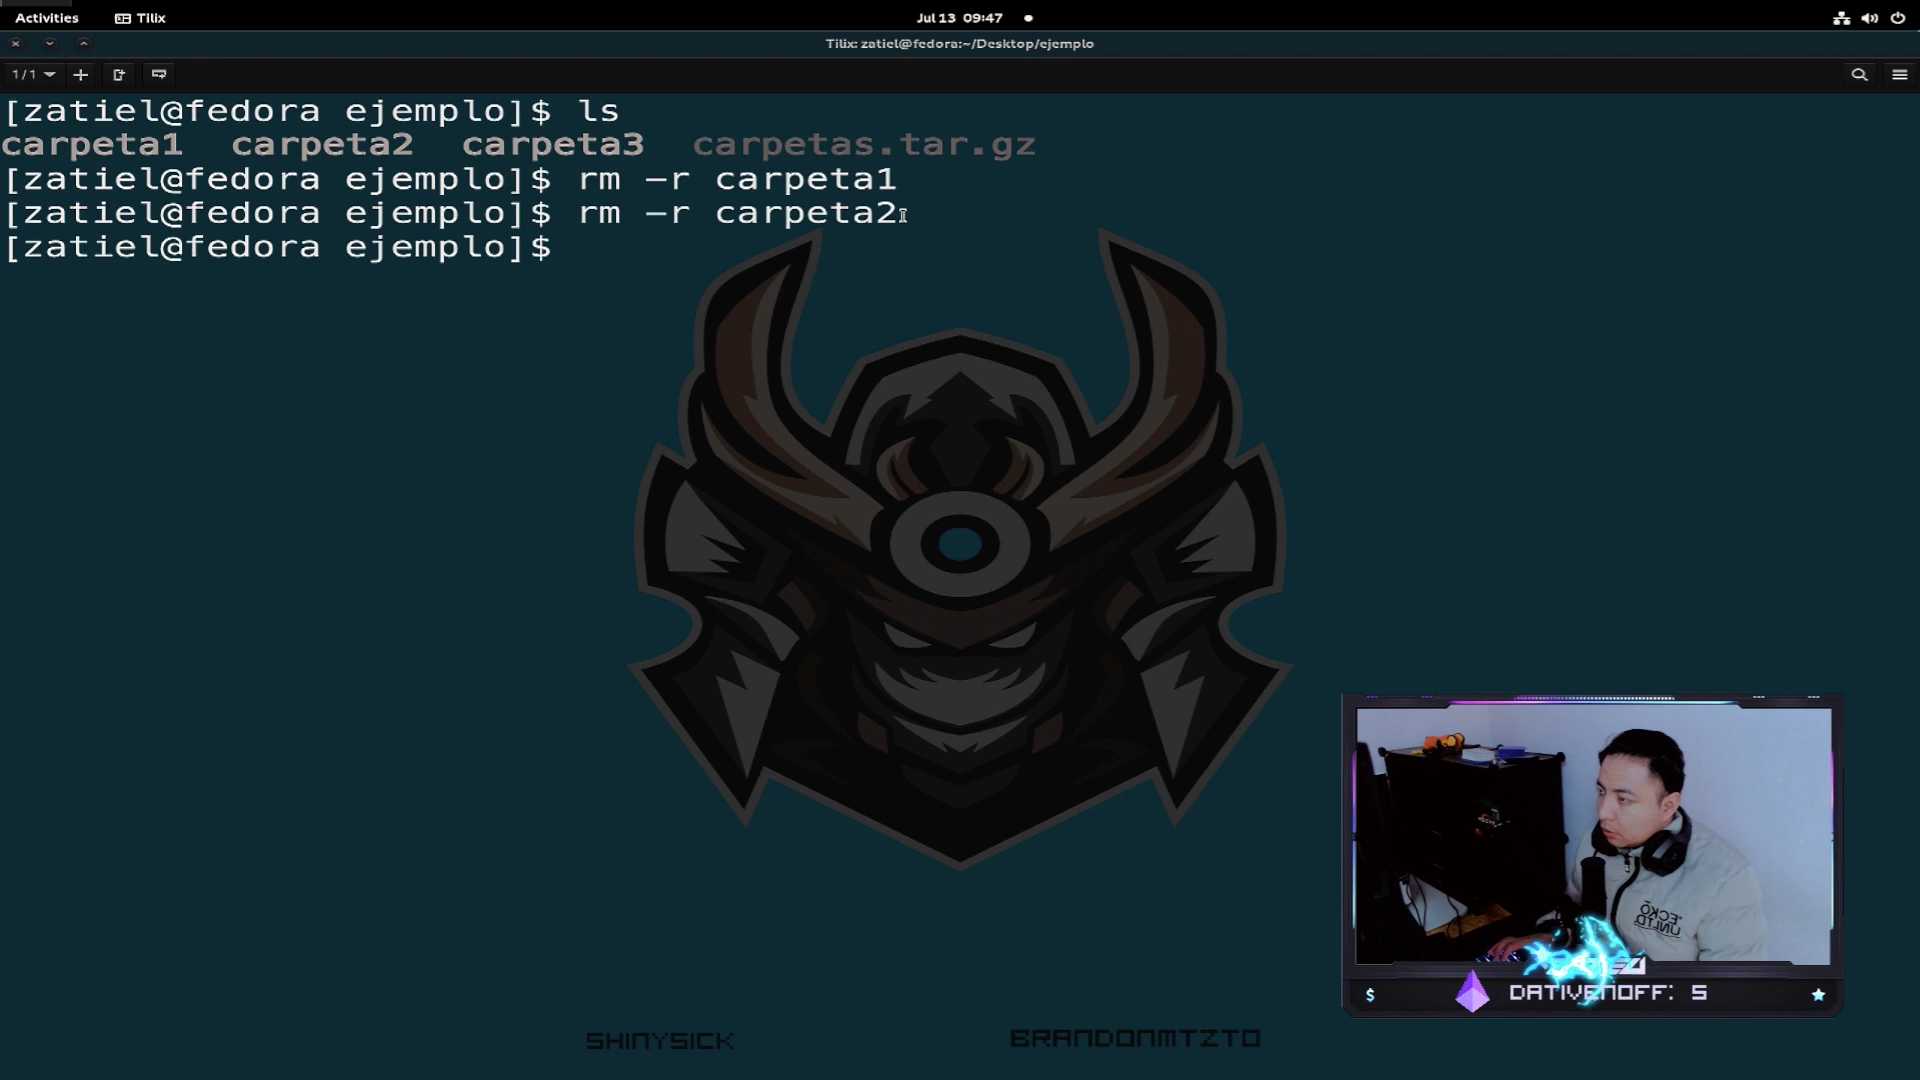 Activities Tilix Jul 13 09:47
Tilix: zatiel@fedora:~/Desktop/ejemplo
1/1
[zatiel@fedora ejemplo]$ ls
carpeta1 carpeta2 carpeta3 carpetas.tar.gz
[zatiel@fedora ejemplo]$ rm -r carpeta1
[zatiel@fedora ejemplo]$ rm -r carpeta2
[zatiel@fedora ejemplo]$
ECKŌ
UNLTD
$ DATIVENOFF: 5
SHINYSICK BRANDONMTZTO